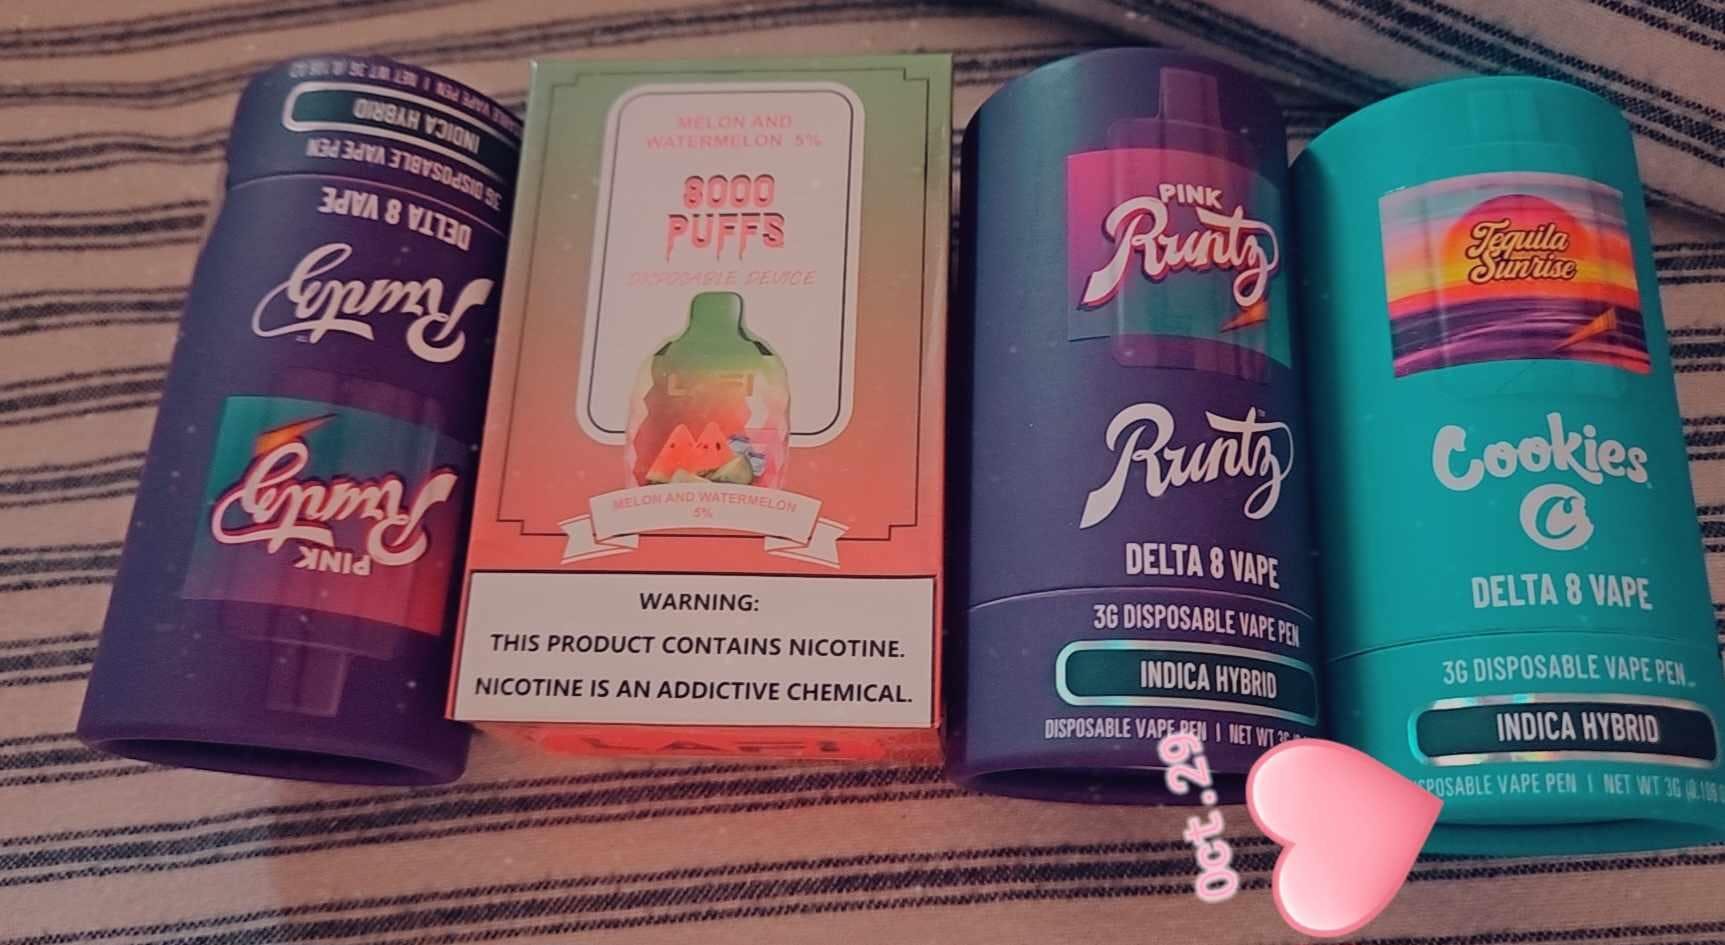 NET WT 3G
INDICA HYBRID
3G DISPOSABLE VAPE PEN
DELTA 8 VAPE
Runtz
PINK
Runtz
MELON AND
WATERMELON 5%
8000
PUFFS
DISPOSABLE DEVICE
LAFI
MELON AND WATERMELON
5%
WARNING:
THIS PRODUCT CONTAINS NICOTINE.
NICOTINE IS AN ADDICTIVE CHEMICAL.
LAFI
PINK
Runtz
Runtz
DELTA 8 VAPE
3G DISPOSABLE VAPE PEN
INDICA HYBRID
DISPOSABLE VAPE PEN | NET WT 3G
Tequila
Sunrise
Cookies
C
DELTA 8 VAPE
3G DISPOSABLE VAPE PEN
INDICA HYBRID
DISPOSABLE VAPE PEN | NET WT 3G
Oct.29